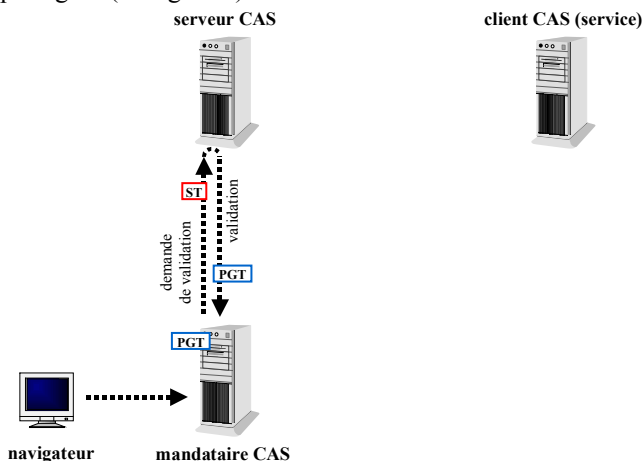 serveur CAS
client CAS (service)
ST
demande
de validation
validation
PGT
PGT
navigateur
mandataire CAS